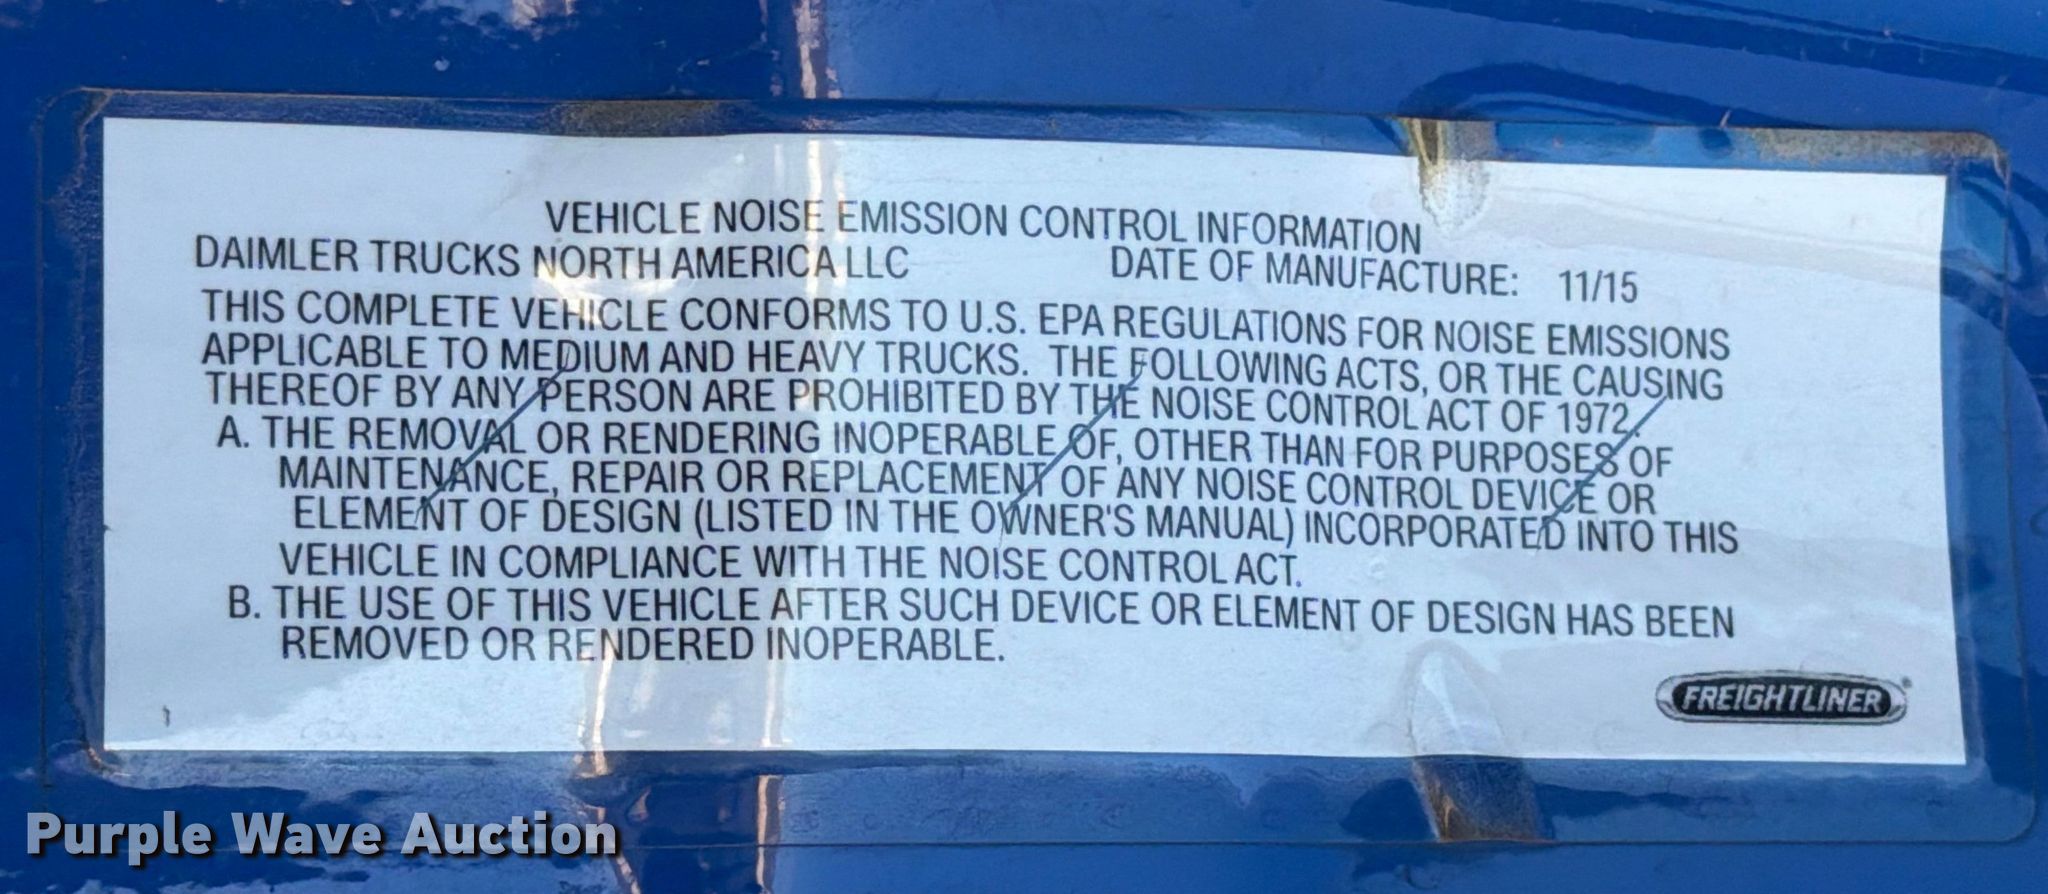 VEHICLE NOISE EMISSION CONTROL INFORMATION
DAIMLER TRUCKS NORTH AMERICA LLC DATE OF MANUFACTURE: 11/15
THIS COMPLETE VEHICLE CONFORMS TO U.S. EPA REGULATIONS FOR NOISE EMISSIONS
APPLICABLE TO MEDIUM AND HEAVY TRUCKS. THE FOLLOWING ACTS, OR THE CAUSING
THEREOF BY ANY PERSON ARE PROHIBITED BY THE NOISE CONTROL ACT OF 1972.
A. THE REMOVAL OR RENDERING INOPERABLE OF, OTHER THAN FOR PURPOSES OF
MAINTENANCE, REPAIR OR REPLACEMENT OF ANY NOISE CONTROL DEVICE OR
ELEMENT OF DESIGN (LISTED IN THE OWNER'S MANUAL) INCORPORATED INTO THIS
VEHICLE IN COMPLIANCE WITH THE NOISE CONTROL ACT.
B. THE USE OF THIS VEHICLE AFTER SUCH DEVICE OR ELEMENT OF DESIGN HAS BEEN
REMOVED OR RENDERED INOPERABLE.
FREIGHTLINER®
Purple Wave Auction